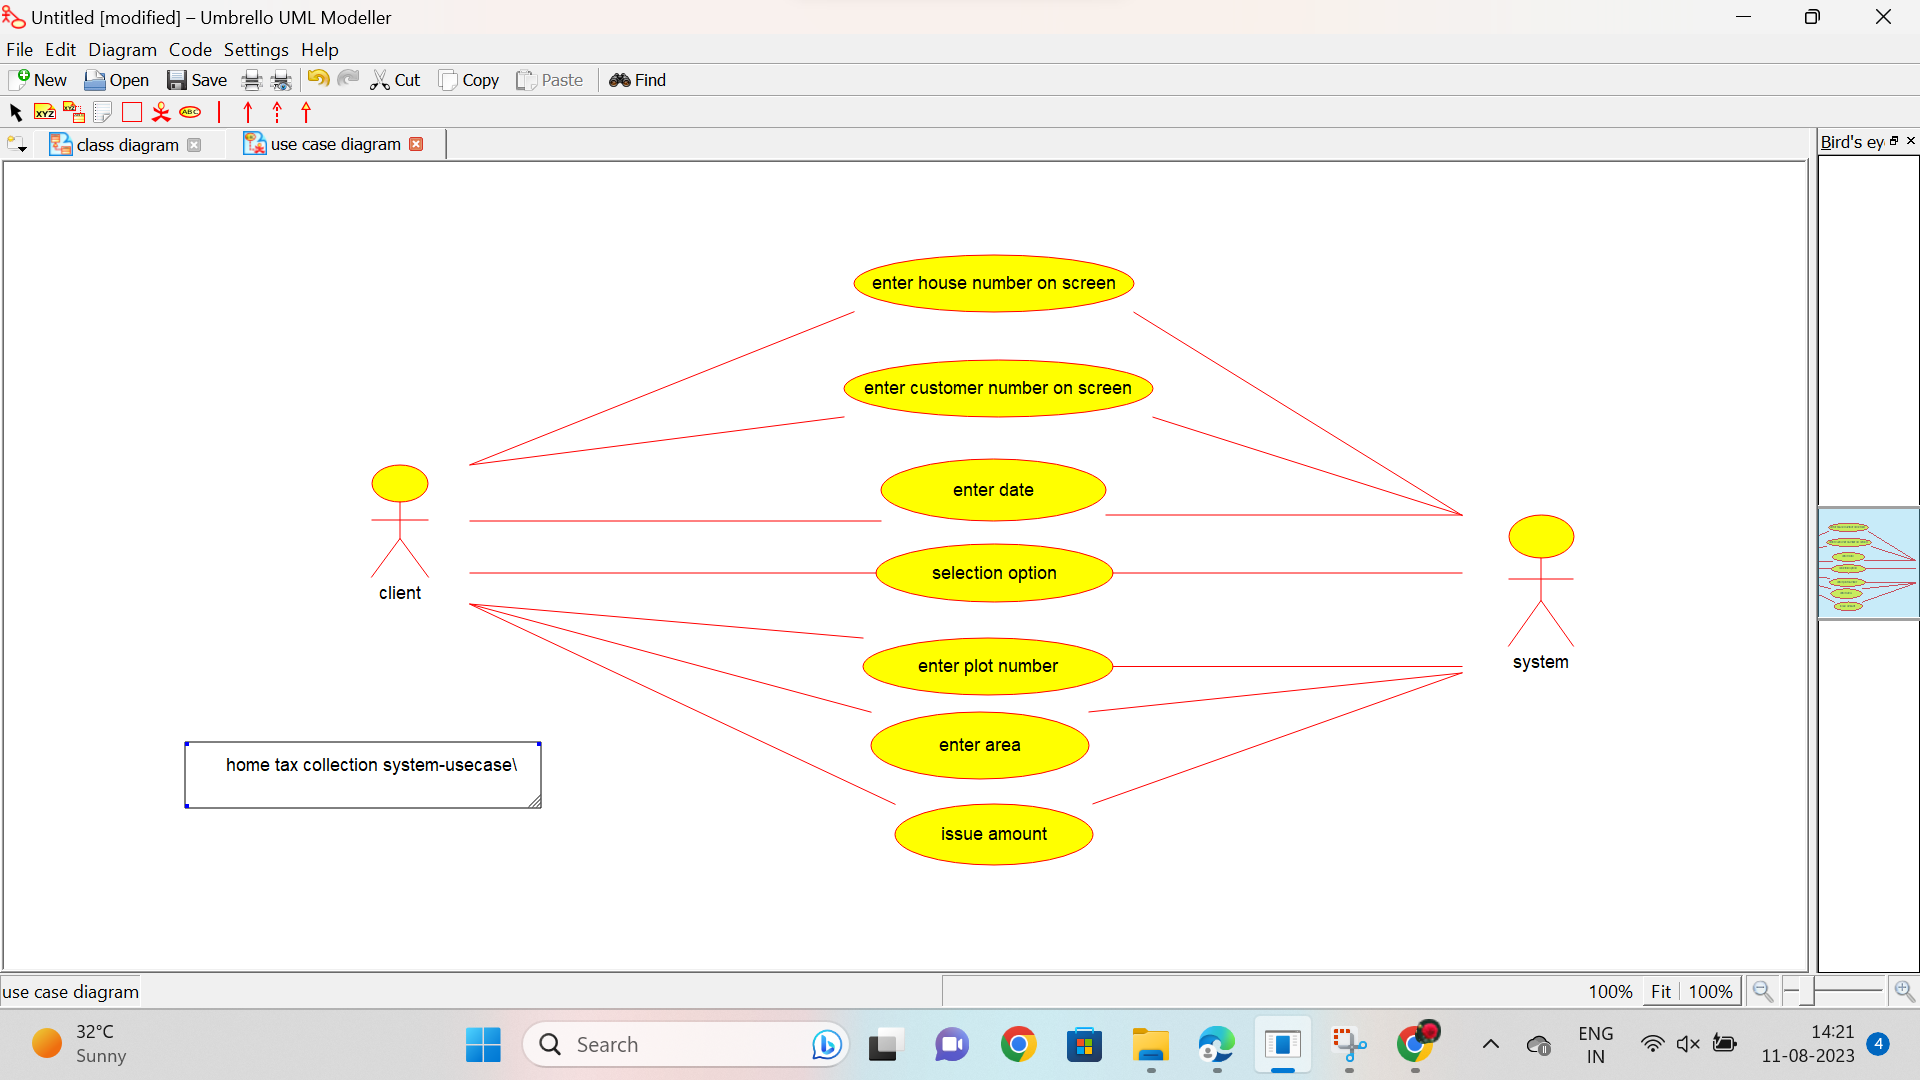 Untitled [modified] – Umbrello UML Modeller
File Edit Diagram Code Settings Help
New Open Save Cut Copy Paste Find
XYZ XYZ ABC
class diagram use case diagram
Bird's ey
enter house number on screen
enter customer number on screen
enter date
selection option
client
enter plot number
system
enter area
home tax collection system-usecase\
issue amount
use case diagram
100% Fit 100%
32°C
Sunny
Search
ENG
IN
14:21
11-08-2023
4